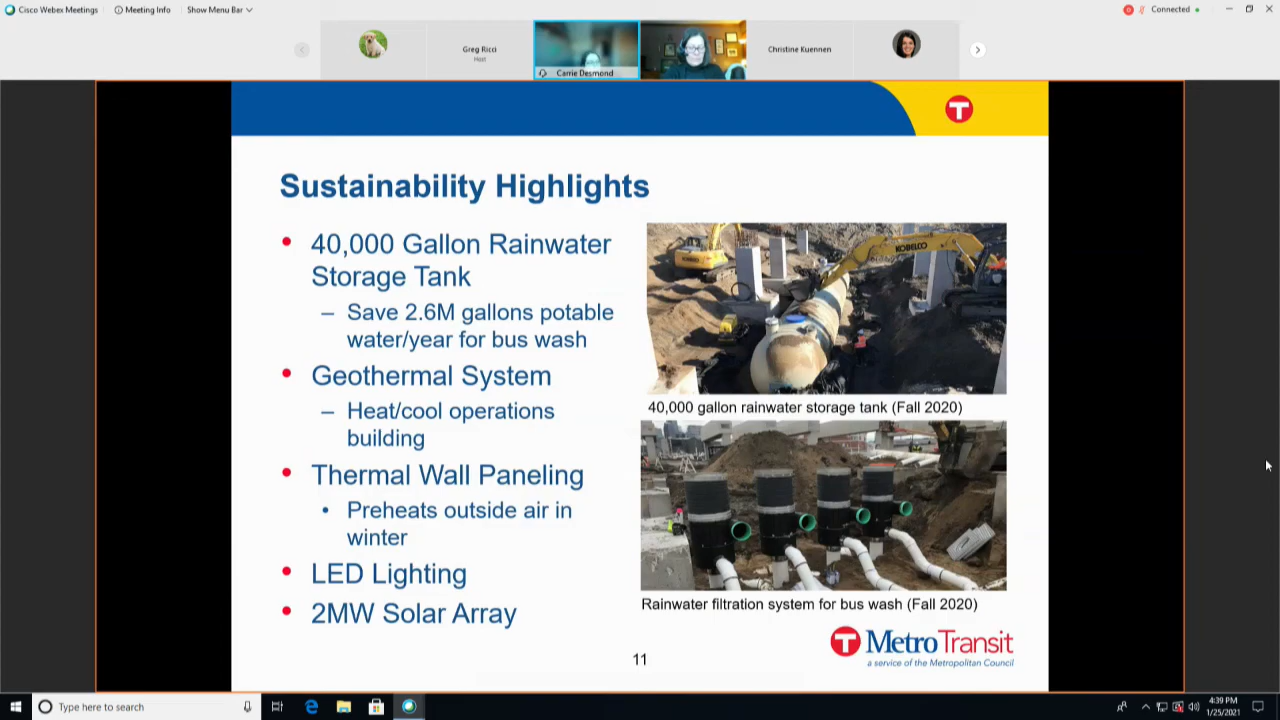 Cisco Webex Meetings
Meeting Info
Show Menu Bar
Connected
Greg Ricci
Host
Carrie Desmond
Christine Kuennen
T
Sustainability Highlights
• 40,000 Gallon Rainwater
Storage Tank
– Save 2.6M gallons potable
water/year for bus wash
• Geothermal System
– Heat/cool operations
building
• Thermal Wall Paneling
• Preheats outside air in
winter
• LED Lighting
• 2MW Solar Array
KOBELCO
40,000 gallon rainwater storage tank (Fall 2020)
Rainwater filtration system for bus wash (Fall 2020)
T MetroTransit
a service of the Metropolitan Council
11
Type here to search
4:39 PM
1/25/2021